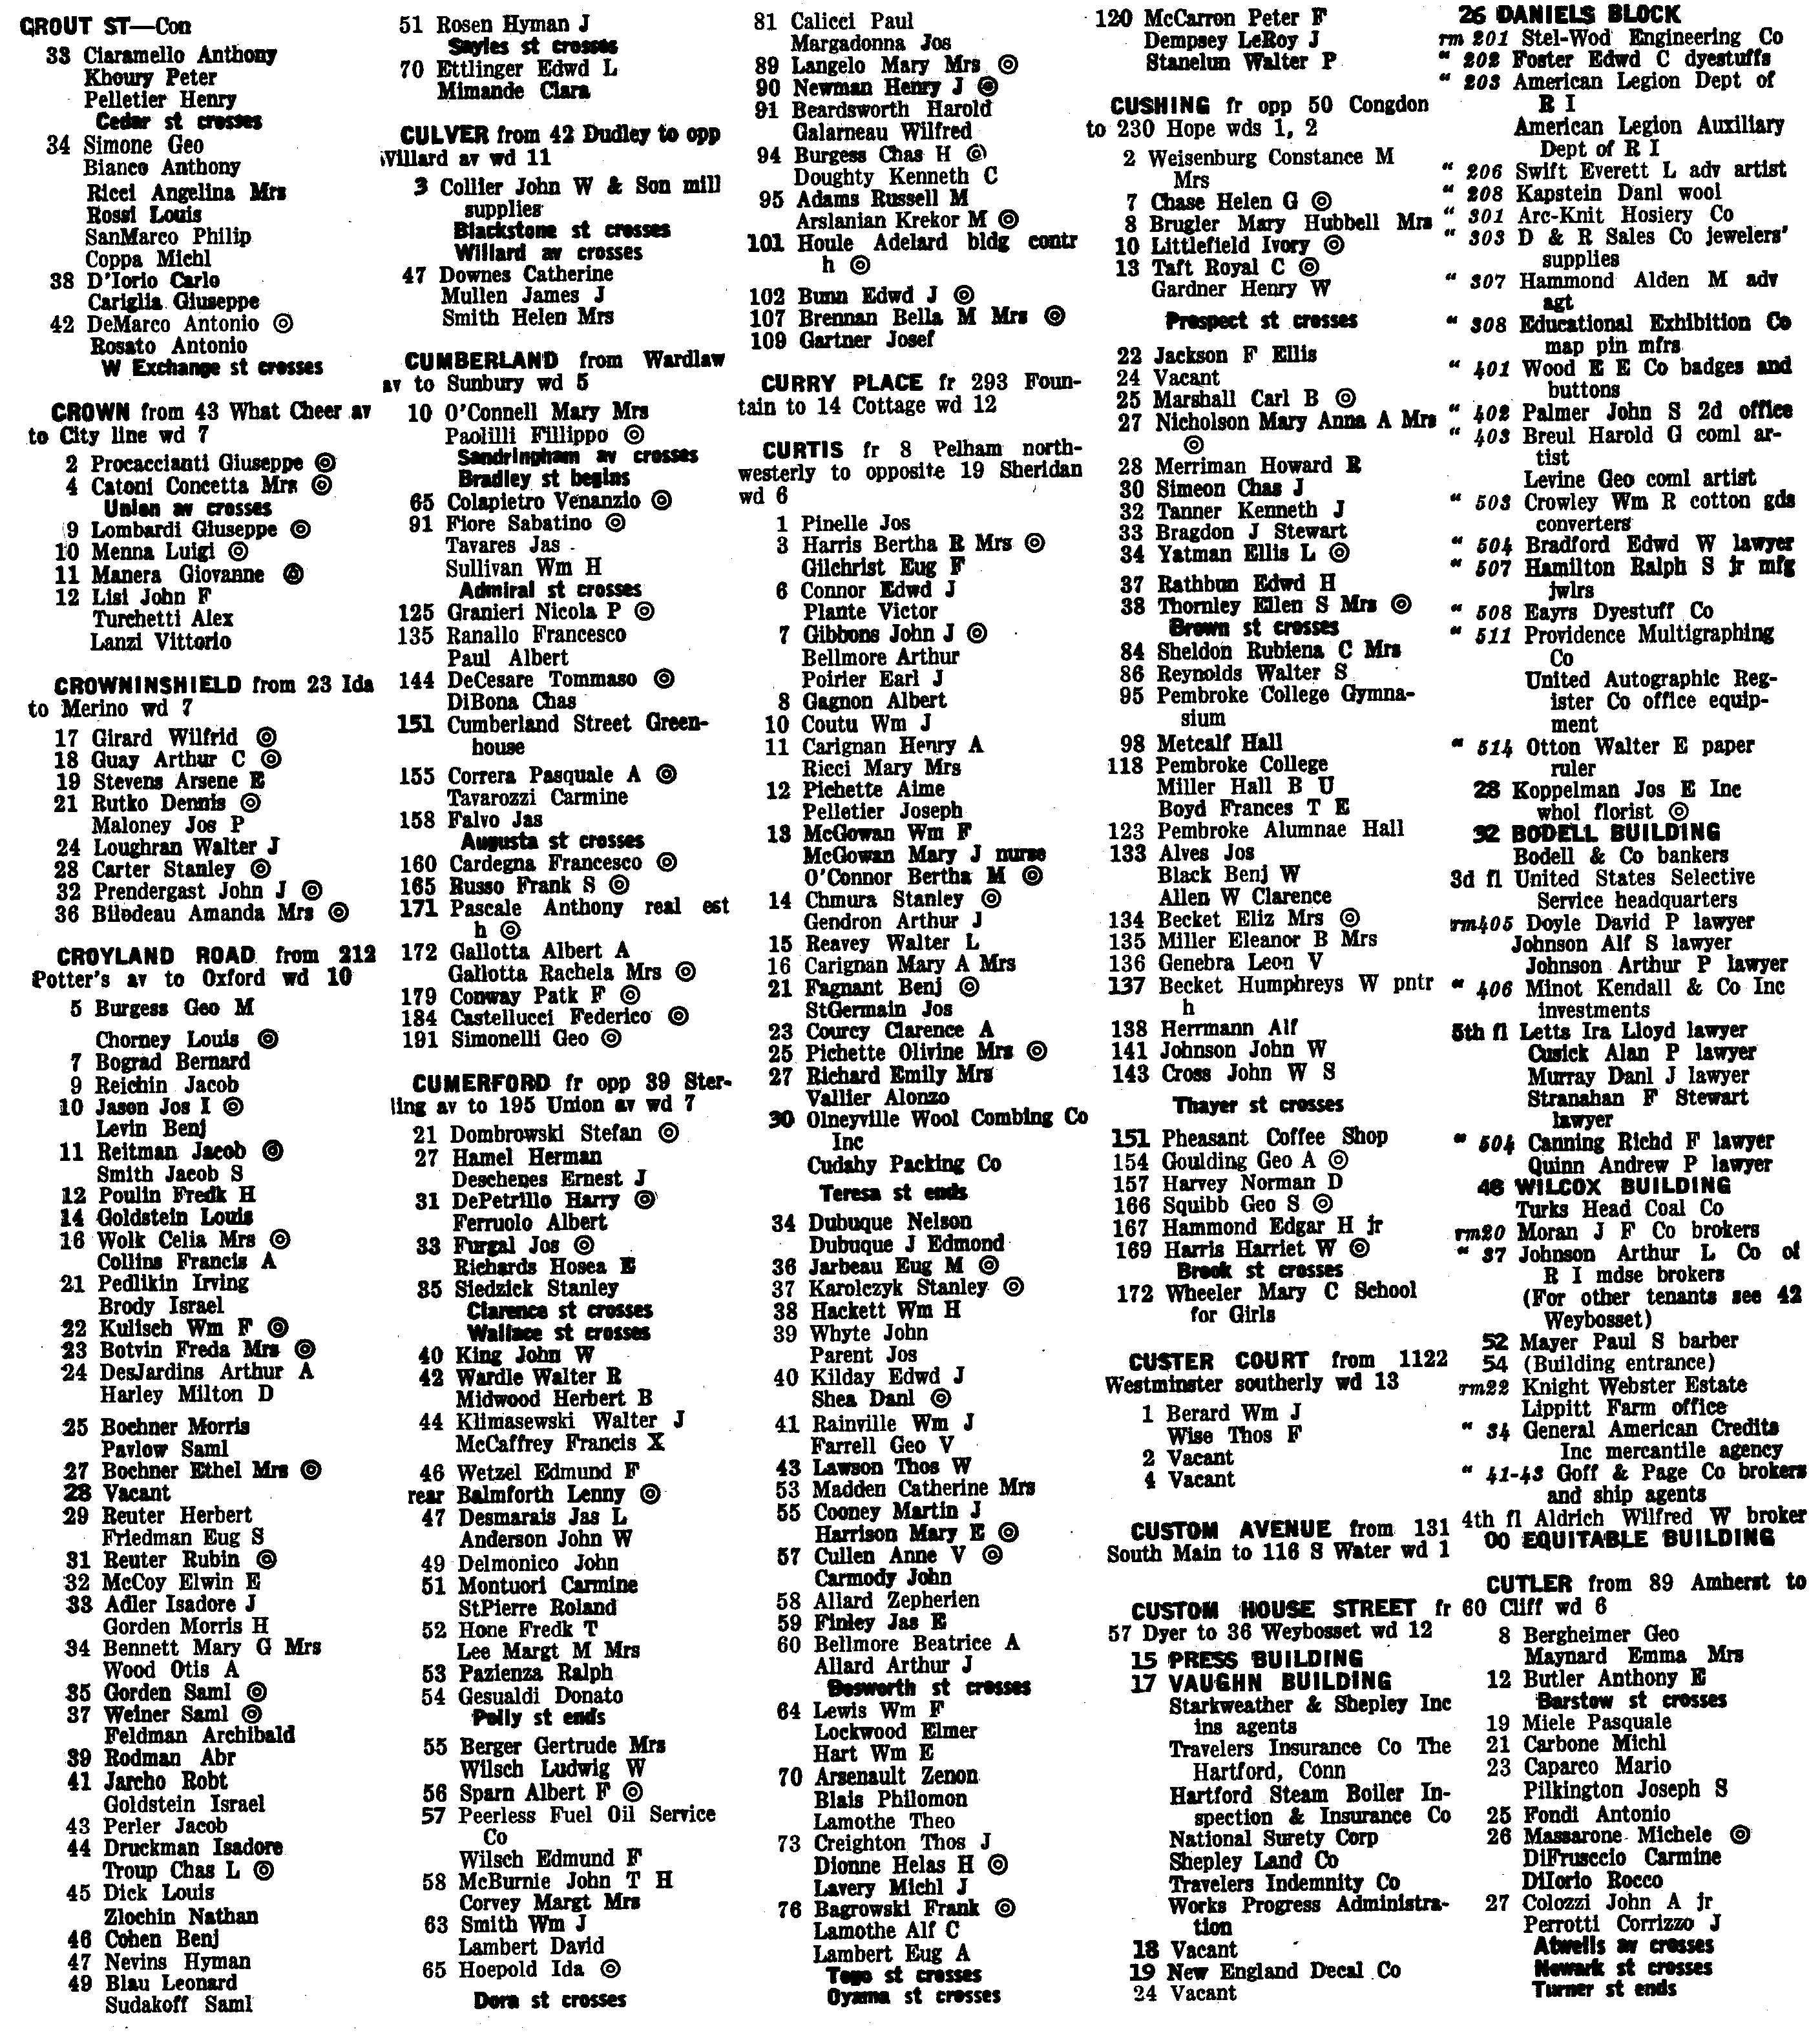 GROUT ST—Con
33 Ciaramello Anthony
Khoury Peter
Pelletier Henry
Cedar st crosses
34 Simone Geo
Bianco Anthony
Ricci Angelina Mrs
Rossi Louis
SanMarco Philip
Coppa Michl
38 D'Iorio Carlo
Cariglia Giuseppe
42 DeMarco Antonio ◎
Rosato Antonio
W Exchange st crosses
CROWN from 43 What Cheer av
to City line wd 7
2 Procaccianti Giuseppe ◎
4 Catoni Concetta Mrs ◎
Union av crosses
9 Lombardi Giuseppe ◎
10 Menna Luigi ◎
11 Manera Giovanne ◎
12 Lisi John F
Turchetti Alex
Lanzi Vittorio
CROWNINSHIELD from 23 Ida
to Merino wd 7
17 Girard Wilfrid ◎
18 Guay Arthur C ◎
19 Stevens Arsene E
21 Rutko Dennis ◎
Maloney Jos P
24 Loughran Walter J
28 Carter Stanley ◎
32 Prendergast John J ◎
36 Bilodeau Amanda Mrs ◎
CROYLAND ROAD from 212
Potter's av to Oxford wd 10
5 Burgess Geo M
Chorney Louis ◎
7 Bograd Bernard
9 Reichin Jacob
10 Jason Jos I ◎
Levin Benj
11 Reitman Jacob ◎
Smith Jacob S
12 Poulin Fredk H
14 Goldstein Louis
16 Wolk Celia Mrs ◎
Collins Francis A
21 Pedlikin Irving
Brody Israel
22 Kulisch Wm F ◎
23 Botvin Freda Mrs ◎
24 DesJardins Arthur A
Harley Milton D
25 Bochner Morris
Pavlow Saml
27 Bochner Ethel Mrs ◎
28 Vacant
29 Reuter Herbert
Friedman Eug S
31 Reuter Rubin ◎
32 McCoy Elwin E
33 Adler Isadore J
Gorden Morris H
34 Bennett Mary G Mrs
Wood Otis A
35 Gorden Saml ◎
37 Weiner Saml ◎
Feldman Archibald
39 Rodman Abr
41 Jarcho Robt
Goldstein Israel
43 Perler Jacob
44 Druckman Isadore
Troup Chas L ◎
45 Dick Louis
Zlochin Nathan
46 Cohen Benj
47 Nevins Hyman
49 Blau Leonard
Sudakoff Saml
51 Rosen Hyman J
Sayles st crosses
70 Ettlinger Edwd L
Mimande Clara
CULVER from 42 Dudley to opp
Willard av wd 11
3 Collier John W & Son mill
supplies
Blackstone st crosses
Willard av crosses
47 Downes Catherine
Mullen James J
Smith Helen Mrs
CUMBERLAND from Wardlaw
av to Sunbury wd 5
10 O'Connell Mary Mrs
Paolilli Fillippo ◎
Sandringham av crosses
Bradley st begins
65 Colapietro Venanzio ◎
91 Fiore Sabatino ◎
Tavares Jas
Sullivan Wm H
Admiral st crosses
125 Granieri Nicola P ◎
135 Ranallo Francesco
Paul Albert
144 DeCesare Tommaso ◎
DiBona Chas
151 Cumberland Street Green-
house
155 Correra Pasquale A ◎
Tavarozzi Carmine
158 Falvo Jas
Augusta st crosses
160 Cardegna Francesco ◎
165 Russo Frank S ◎
171 Pascale Anthony real est
h ◎
172 Gallotta Albert A
Gallotta Rachela Mrs ◎
179 Conway Patk F ◎
184 Castellucci Federico ◎
191 Simonelli Geo ◎
CUMERFORD fr opp 39 Ster-
ling av to 195 Union av wd 7
21 Dombrowski Stefan ◎
27 Hamel Herman
Deschenes Ernest J
31 DePetrillo Harry ◎
Ferruolo Albert
33 Furgal Jos ◎
Richards Hosea E
35 Siedzick Stanley
Clarence st crosses
Wallace st crosses
40 King John W
42 Wardle Walter R
Midwood Herbert B
44 Klimasewski Walter J
McCaffrey Francis X
46 Wetzel Edmund F
rear Balmforth Lenny ◎
47 Desmarais Jas L
Anderson John W
49 Delmonico John
51 Montuori Carmine
StPierre Roland
52 Hone Fredk T
Lee Margt M Mrs
53 Pazienza Ralph
54 Gesualdi Donato
Polly st ends
55 Berger Gertrude Mrs
Wilsch Ludwig W
56 Sparn Albert F ◎
57 Peerless Fuel Oil Service
Co
Wilsch Edmund F
58 McBurnie John T H
Corvey Margt Mrs
63 Smith Wm J
Lambert David
65 Hoepold Ida ◎
Dora st crosses
81 Calicci Paul
Margadonna Jos
89 Langelo Mary Mrs ◎
90 Newman Henry J ◎
91 Beardsworth Harold
Galarneau Wilfred
94 Burgess Chas H ◎
Doughty Kenneth C
95 Adams Russell M
Arslanian Krekor M ◎
101 Houle Adelard bldg contr
h ◎
102 Bunn Edwd J ◎
107 Brennan Bella M Mrs ◎
109 Gartner Josef
CURRY PLACE fr 293 Foun-
tain to 14 Cottage wd 12
CURTIS fr 8 Pelham north-
westerly to opposite 19 Sheridan
wd 6
1 Pinelle Jos
3 Harris Bertha R Mrs ◎
Gilchrist Eug F
6 Connor Edwd J
Plante Victor
7 Gibbons John J ◎
Bellmore Arthur
Poirier Earl J
8 Gagnon Albert
10 Coutu Wm J
11 Carignan Henry A
Ricci Mary Mrs
12 Pichette Aime
Pelletier Joseph
13 McGowan Wm F
McGowan Mary J nurse
O'Connor Bertha M ◎
14 Chmura Stanley ◎
Gendron Arthur J
15 Reavey Walter L
16 Carignan Mary A Mrs
21 Fagnant Benj ◎
StGermain Jos
23 Courcy Clarence A
25 Pichette Olivine Mrs ◎
27 Richard Emily Mrs
Vallier Alonzo
30 Olneyville Wool Combing Co
Inc
Cudahy Packing Co
Teresa st ends
34 Dubuque Nelson
Dubuque J Edmond
36 Jarbeau Eug M ◎
37 Karolczyk Stanley ◎
38 Hackett Wm H
39 Whyte John
Parent Jos
40 Kilday Edwd J
Shea Danl ◎
41 Rainville Wm J
Farrell Geo V
43 Lawson Thos W
53 Madden Catherine Mrs
55 Cooney Martin J
Harrison Mary E ◎
57 Cullen Anne V ◎
Carmody John
58 Allard Zepherien
59 Finley Jas E
60 Bellmore Beatrice A
Allard Arthur J
Bosworth st crosses
64 Lewis Wm F
Lockwood Elmer
Hart Wm E
70 Arsenault Zenon
Blais Philomon
Lamothe Theo
73 Creighton Thos J
Dionne Helas H ◎
Lavery Michl J
76 Bagrowski Frank ◎
Lamothe Alf C
Lambert Eug A
Togo st crosses
Oyama st crosses
120 McCarron Peter F
Dempsey LeRoy J
Stanelun Walter P
CUSHING fr opp 50 Congdon
to 230 Hope wds 1, 2
2 Weisenburg Constance M
Mrs
7 Chase Helen G ◎
8 Brugler Mary Hubbell Mrs
10 Littlefield Ivory ◎
13 Taft Royal C ◎
Gardner Henry W
Prospect st crosses
22 Jackson F Ellis
24 Vacant
25 Marshall Carl B ◎
27 Nicholson Mary Anna A Mrs
◎
28 Merriman Howard R
30 Simeon Chas J
32 Tanner Kenneth J
33 Bragdon J Stewart
34 Yatman Ellis L ◎
37 Rathbun Edwd H
38 Thornley Ellen S Mrs ◎
Brown st crosses
84 Sheldon Rubiena C Mrs
86 Reynolds Walter S
95 Pembroke College Gymna-
sium
98 Metcalf Hall
118 Pembroke College
Miller Hall B U
Boyd Frances T E
123 Pembroke Alumnae Hall
133 Alves Jos
Black Benj W
Allen W Clarence
134 Becket Eliz Mrs ◎
135 Miller Eleanor B Mrs
136 Genebra Leon V
137 Becket Humphreys W pntr
h
138 Herrmann Alf
141 Johnson John W
143 Cross John W S
Thayer st crosses
151 Pheasant Coffee Shop
154 Goulding Geo A ◎
157 Harvey Norman D
166 Squibb Geo S ◎
167 Hammond Edgar H jr
169 Harris Harriet W ◎
Brook st crosses
172 Wheeler Mary C School
for Girls
CUSTER COURT from 1122
Westminster southerly wd 13
1 Berard Wm J
Wise Thos F
2 Vacant
4 Vacant
CUSTOM AVENUE from 131
South Main to 116 S Water wd 1
CUSTOM HOUSE STREET fr
57 Dyer to 36 Weybosset wd 12
15 PRESS BUILDING
17 VAUGHN BUILDING
Starkweather & Shepley Inc
ins agents
Travelers Insurance Co The
Hartford, Conn
Hartford Steam Boiler In-
spection & Insurance Co
National Surety Corp
Shepley Land Co
Travelers Indemnity Co
Works Progress Administra-
tion
18 Vacant
19 New England Decal Co
24 Vacant
26 DANIELS BLOCK
rm 201 Stel-Wod Engineering Co
" 202 Foster Edwd C dyestuffs
" 203 American Legion Dept of
R I
American Legion Auxiliary
Dept of R I
" 206 Swift Everett L adv artist
" 208 Kapstein Danl wool
" 301 Arc-Knit Hosiery Co
" 303 D & R Sales Co jewelers'
supplies
" 307 Hammond Alden M adv
agt
" 308 Educational Exhibition Co
map pin mfrs
" 401 Wood E E Co badges and
buttons
" 402 Palmer John S 2d office
" 403 Breul Harold G coml ar-
tist
Levine Geo coml artist
" 503 Crowley Wm R cotton gds
converters
" 504 Bradford Edwd W lawyer
" 507 Hamilton Ralph S jr mfg
jwlrs
" 508 Eayrs Dyestuff Co
" 511 Providence Multigraphing
Co
United Autographic Reg-
ister Co office equip-
ment
" 514 Otton Walter E paper
ruler
28 Koppelman Jos E Inc
whol florist ◎
32 BODELL BUILDING
Bodell & Co bankers
3d fl United States Selective
Service headquarters
rm405 Doyle David P lawyer
Johnson Alf S lawyer
Johnson Arthur P lawyer
" 406 Minot Kendall & Co Inc
investments
5th fl Letts Ira Lloyd lawyer
Cusick Alan P lawyer
Murray Danl J lawyer
Stranahan F Stewart
lawyer
" 504 Canning Richd F lawyer
Quinn Andrew P lawyer
46 WILCOX BUILDING
Turks Head Coal Co
rm20 Moran J F Co brokers
" 37 Johnson Arthur L Co of
R I mdse brokers
(For other tenants see 42
Weybosset)
52 Mayer Paul S barber
54 (Building entrance)
rm22 Knight Webster Estate
Lippitt Farm office
" 34 General American Credits
Inc mercantile agency
" 41-43 Goff & Page Co brokers
and ship agents
4th fl Aldrich Wilfred W broker
00 EQUITABLE BUILDING
CUTLER from 89 Amherst to
60 Cliff wd 6
8 Bergheimer Geo
Maynard Emma Mrs
12 Butler Anthony E
Barstow st crosses
19 Miele Pasquale
21 Carbone Michl
23 Caparco Mario
Pilkington Joseph S
25 Fondi Antonio
26 Massarone Michele ◎
DiFrusccio Carmine
DiIorio Rocco
27 Colozzi John A jr
Perrotti Corrizzo J
Atwells av crosses
Newark st crosses
Turner st ends